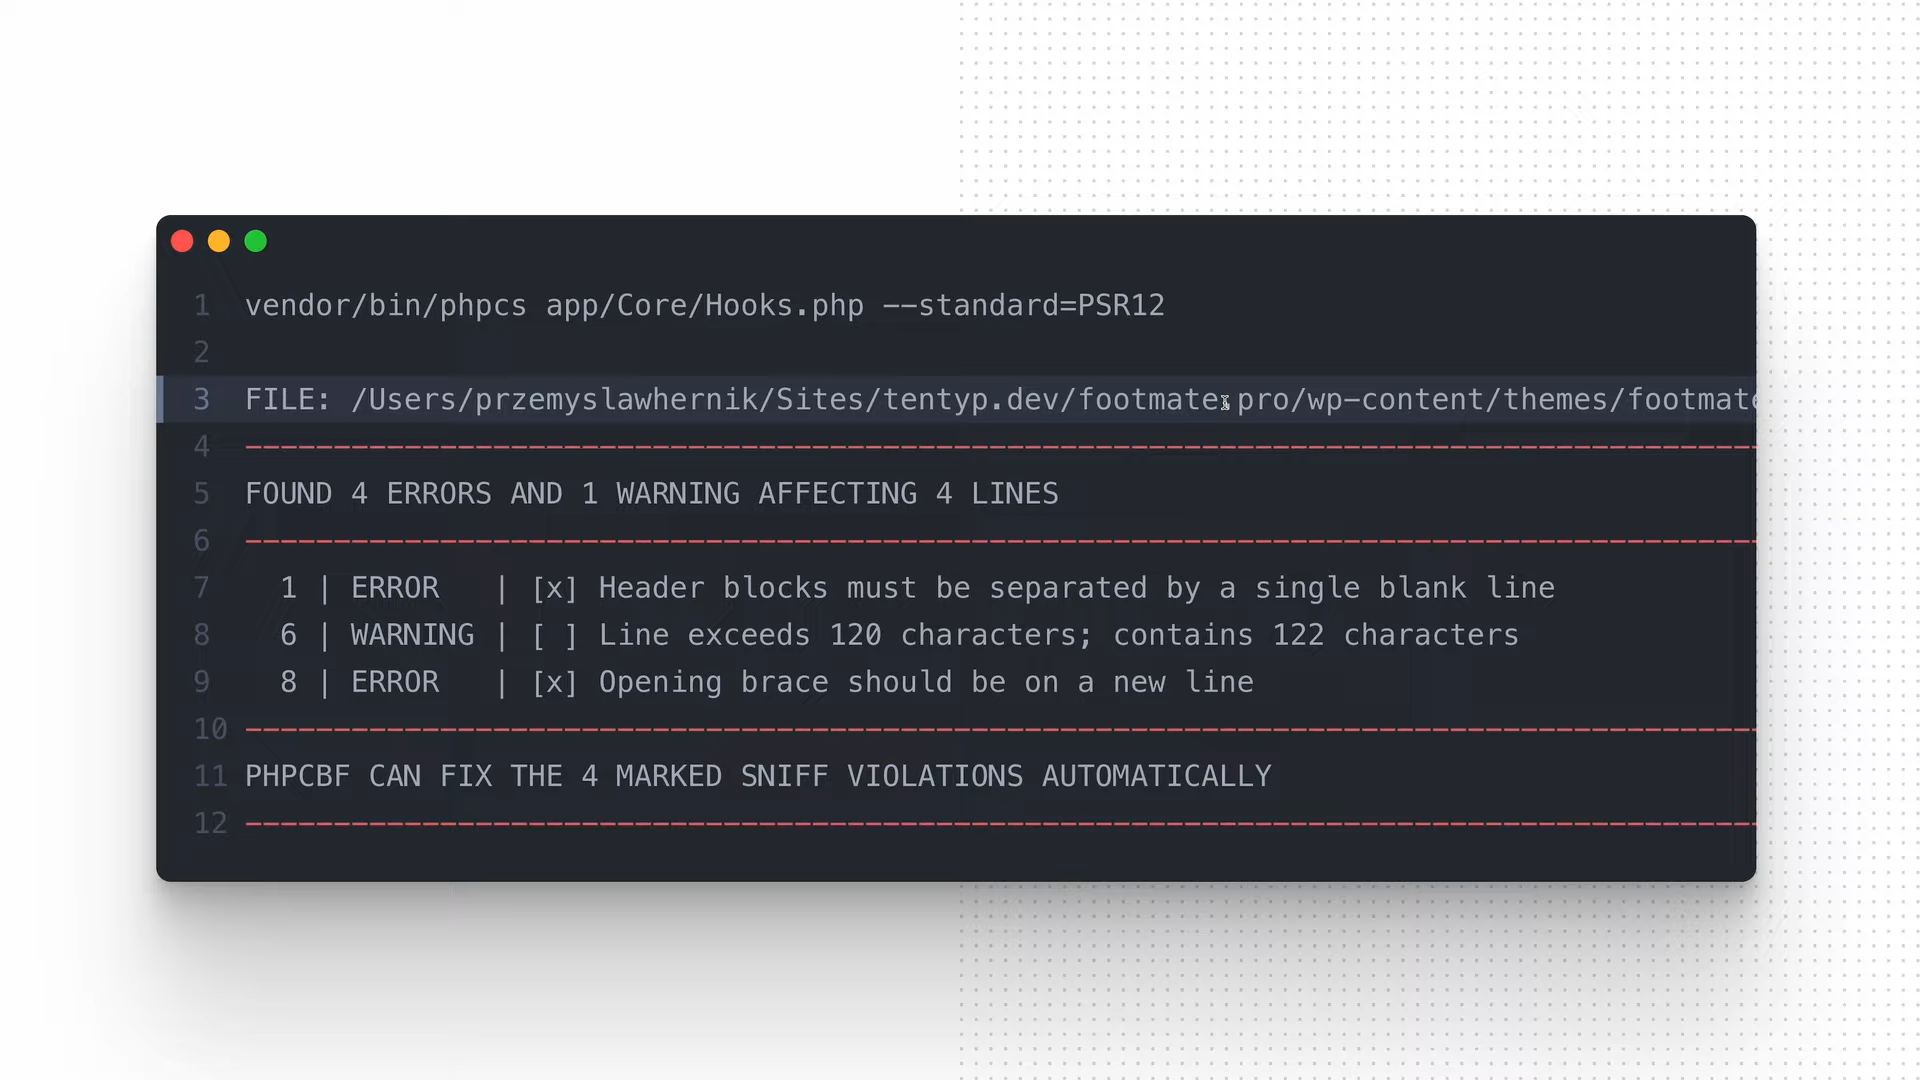 1 vendor/bin/phpcs app/Core/Hooks.php --standard=PSR12
2
3 FILE: /Users/przemyslawhernik/Sites/tentyp.dev/footmate.pro/wp-content/themes/footmate
4 --------------------------------------------------------------------------------------
5 FOUND 4 ERRORS AND 1 WARNING AFFECTING 4 LINES
6 --------------------------------------------------------------------------------------
7   1 | ERROR   | [x] Header blocks must be separated by a single blank line
8   6 | WARNING | [ ] Line exceeds 120 characters; contains 122 characters
9   8 | ERROR   | [x] Opening brace should be on a new line
10 --------------------------------------------------------------------------------------
11 PHPCBF CAN FIX THE 4 MARKED SNIFF VIOLATIONS AUTOMATICALLY
12 --------------------------------------------------------------------------------------